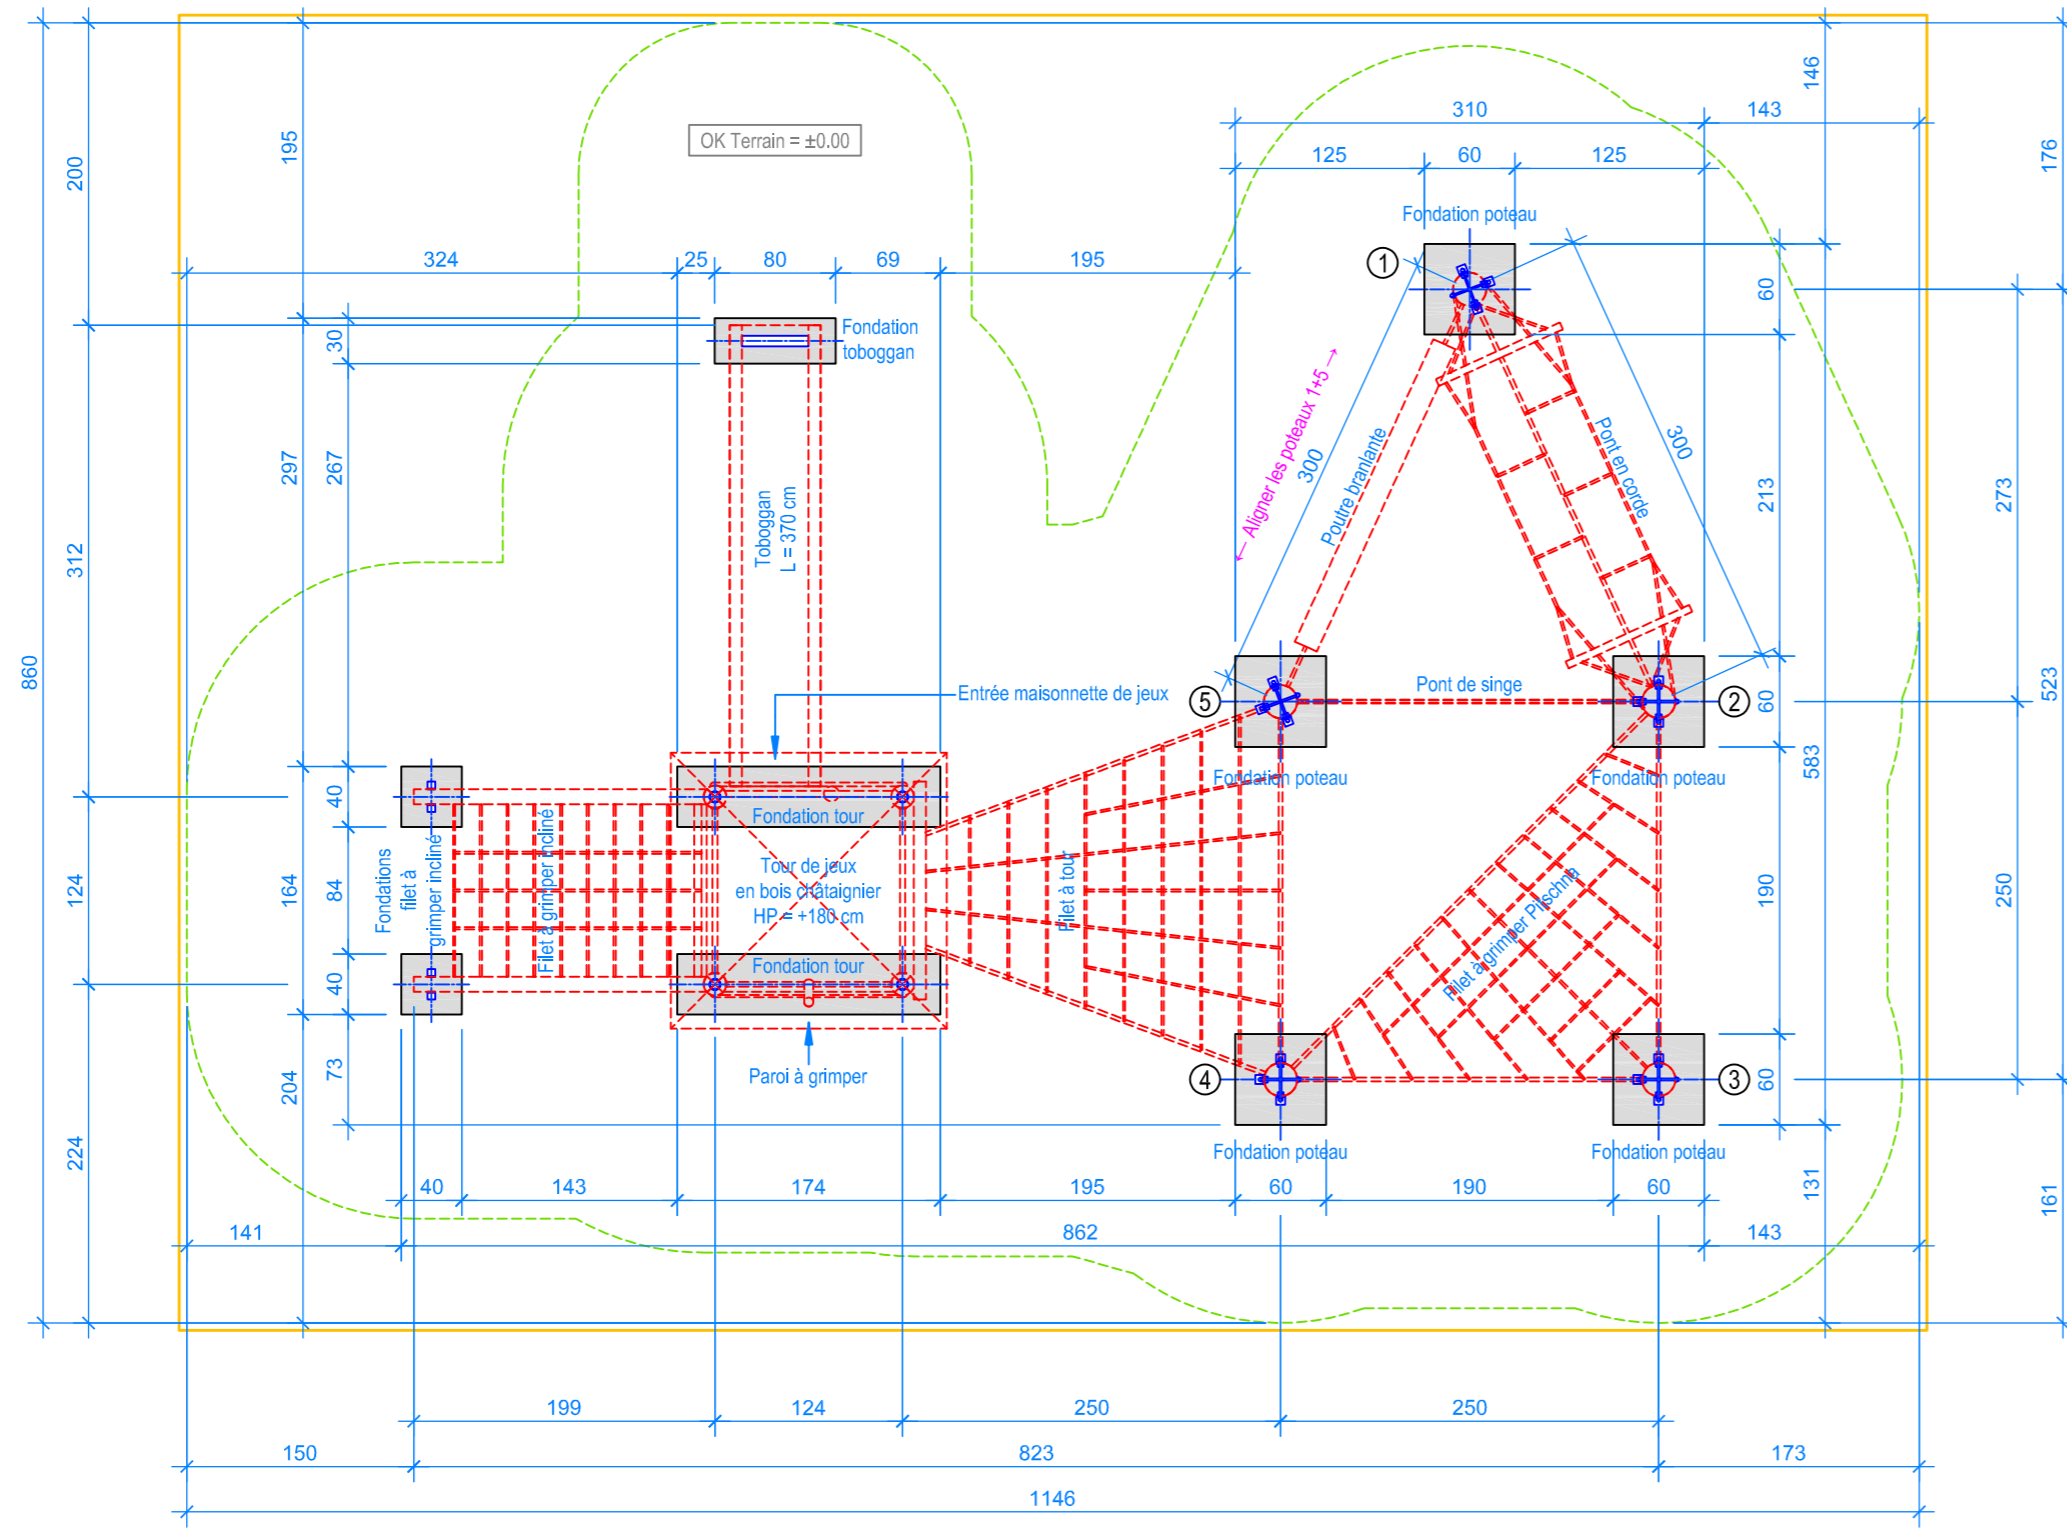 146
310
143
OK Terrain = ±0.00
195
200
125
60
125
176
Fondation poteau
1
324
25
80
69
195
60
30
Fondation
toboggan
← Aligner les poteaux 1+5 →
300
Poutre branlante
Pont en corde
300
297
267
213
273
312
Toboggan
L = 370 cm
860
Entrée maisonnette de jeux
Pont de singe
5
2
60
523
583
Fondation poteau
Fondation poteau
40
Fondation tour
Fondations
filet à
grimper incliné
Filet à grimper incliné
Tour de jeux
en bois châtaignier
HP = +180 cm
Filet à tour
Filet à grimper Pitschna
124
164
84
190
250
40
Fondation tour
Paroi à grimper
4
3
60
204
73
224
Fondation poteau
Fondation poteau
40
143
174
195
60
190
60
131
161
141
862
143
199
124
250
250
150
823
173
1146